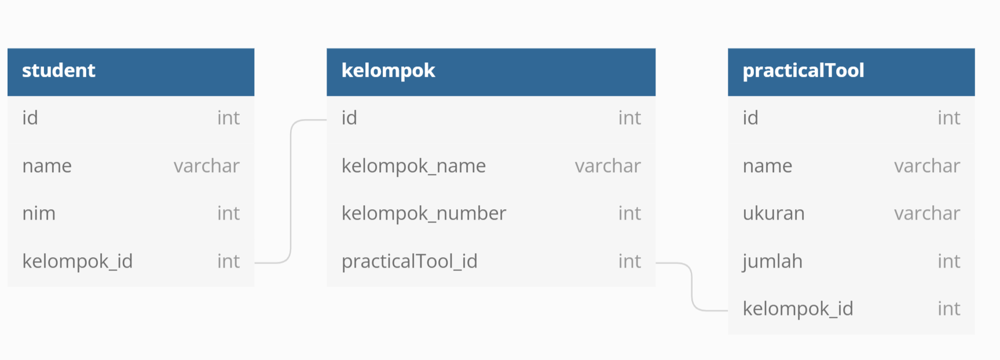 student
id int
name varchar
nim int
kelompok_id int
kelompok
id int
kelompok_name varchar
kelompok_number int
practicalTool_id int
practicalTool
id int
name varchar
ukuran varchar
jumlah int
kelompok_id int